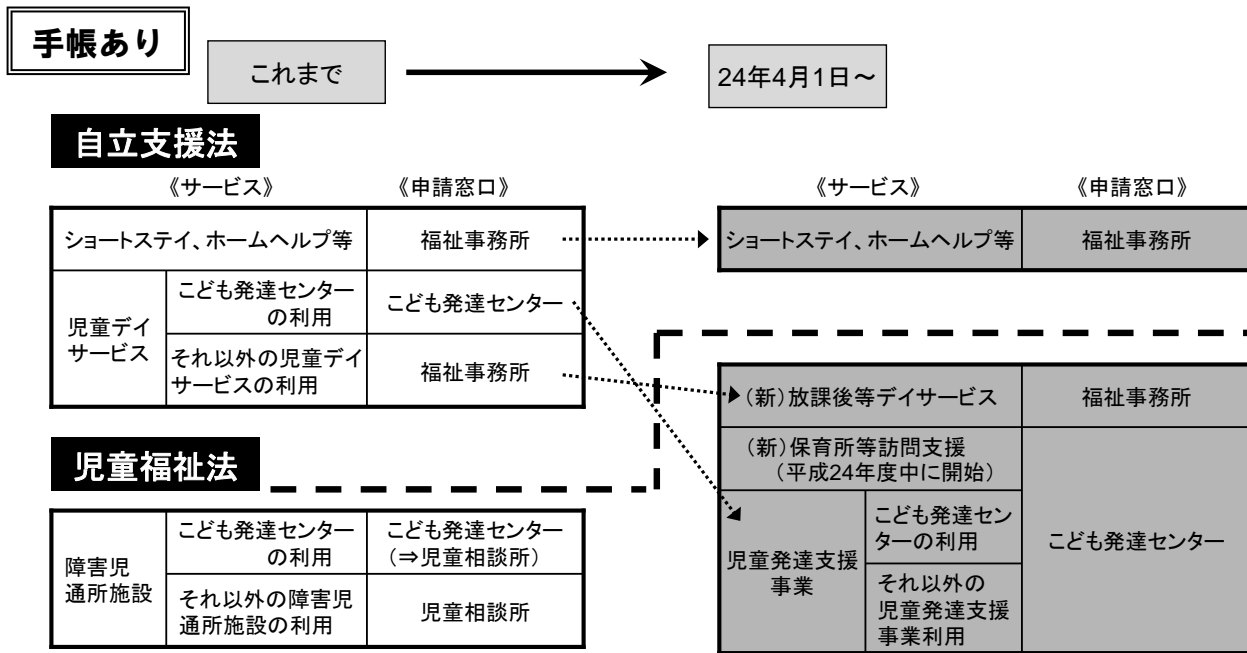 手帳あり
これまで
24年4月1日～
自立支援法
《サービス》
《申請窓口》
ショートステイ、ホームヘルプ等
福祉事務所
児童デイ
サービス
こども発達センター
の利用
こども発達センター
それ以外の児童デイ
サービスの利用
福祉事務所
児童福祉法
障害児
通所施設
こども発達センター
の利用
こども発達センター
(⇒児童相談所)
それ以外の障害児
通所施設の利用
児童相談所
《サービス》
《申請窓口》
ショートステイ、ホームヘルプ等
福祉事務所
(新)放課後等デイサービス
福祉事務所
(新)保育所等訪問支援
(平成24年度中に開始)
児童発達支援
事業
こども発達セン
ターの利用
それ以外の
児童発達支援
事業利用
こども発達センター